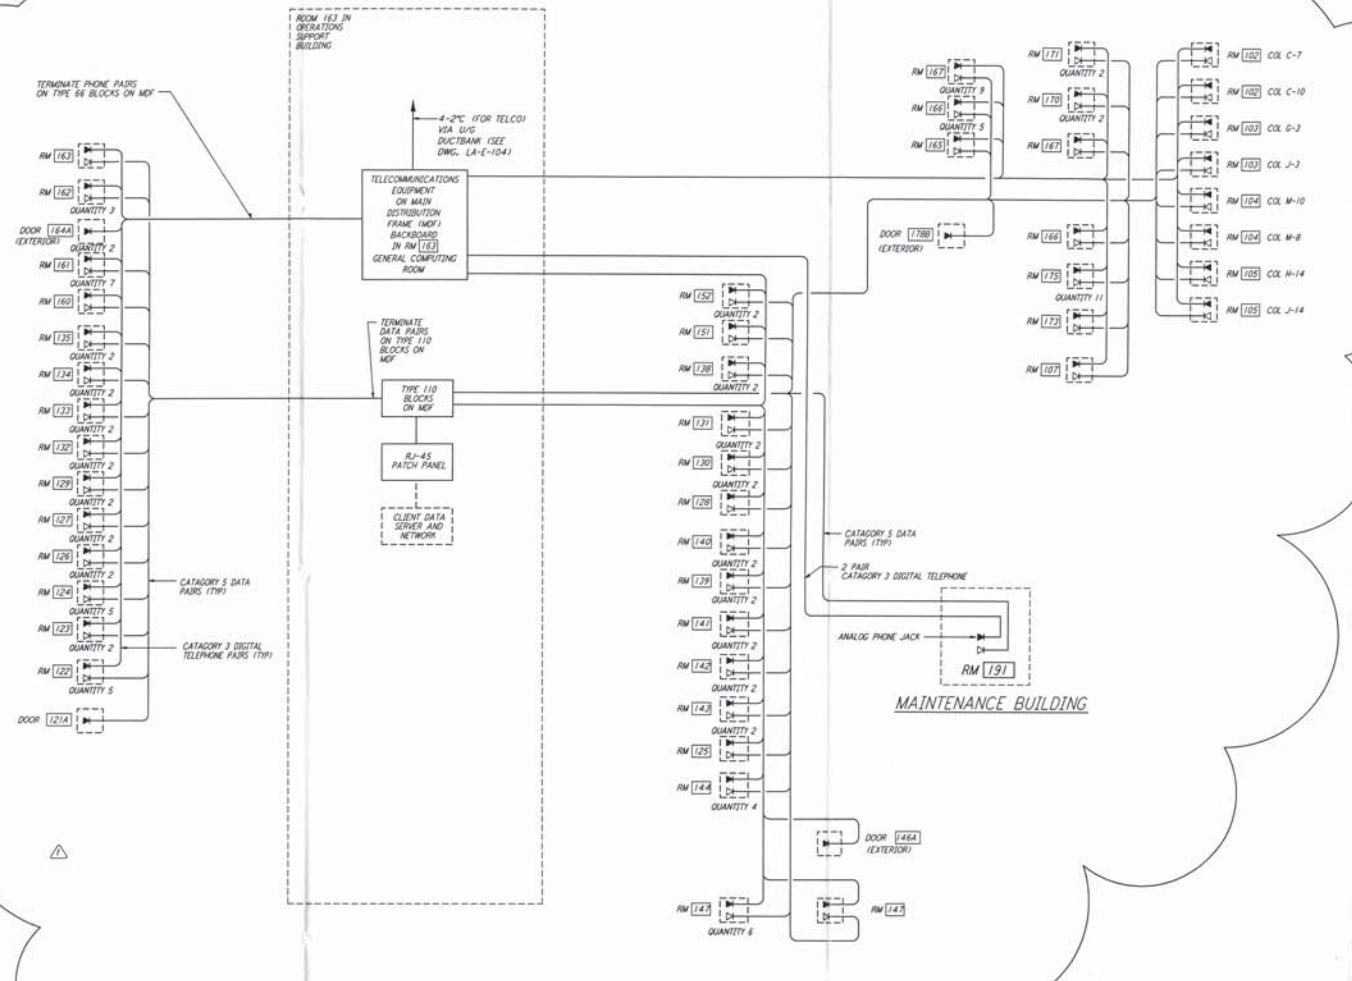 ROOM 163 IN
OPERATIONS
SUPPORT
BUILDING
TERMINATE PHONE PAIRS
ON TYPE 66 BLOCKS ON MDF
4-2"C (FOR TELCO)
VIA U/G
DUCTBANK (SEE
DWG. LA-E-104)
TELECOMMUNICATIONS
EQUIPMENT
ON MAIN
DISTRIBUTION
FRAME (MDF)
BACKBOARD
IN RM 163
GENERAL COMPUTING
ROOM
TERMINATE
DATA PAIRS
ON TYPE 110
BLOCKS ON
MDF
TYPE 110
BLOCKS
ON MDF
RJ-45
PATCH PANEL
CLIENT DATA
SERVER AND
NETWORK
RM 163
RM 162
QUANTITY 3
DOOR 164A
(EXTERIOR)
QUANTITY 2
RM 161
QUANTITY 7
RM 160
RM 135
QUANTITY 2
RM 134
QUANTITY 2
RM 133
QUANTITY 2
RM 132
QUANTITY 2
RM 129
QUANTITY 2
RM 127
QUANTITY 2
RM 126
QUANTITY 2
RM 124
QUANTITY 5
RM 123
QUANTITY 2
RM 122
QUANTITY 5
DOOR 121A
CATAGORY 5 DATA
PAIRS (TYP)
CATAGORY 3 DIGITAL
TELEPHONE PAIRS (TYP)
RM 152
QUANTITY 2
RM 151
RM 138
QUANTITY 2
RM 131
QUANTITY 2
RM 130
QUANTITY 2
RM 128
RM 140
QUANTITY 2
RM 139
QUANTITY 2
RM 141
QUANTITY 2
RM 142
QUANTITY 2
RM 143
QUANTITY 2
RM 125
RM 144
QUANTITY 4
DOOR 146A
(EXTERIOR)
RM 147
QUANTITY 6
RM 147
RM 167
QUANTITY 9
RM 166
QUANTITY 5
RM 165
DOOR 178B
(EXTERIOR)
RM 171
QUANTITY 2
RM 170
QUANTITY 2
RM 167
RM 166
RM 175
QUANTITY 11
RM 173
RM 107
RM 102 COL C-7
RM 102 COL C-10
RM 103 COL G-3
RM 103 COL J-3
RM 104 COL M-10
RM 104 COL M-8
RM 105 COL H-14
RM 105 COL J-14
CATAGORY 5 DATA
PAIRS (TYP)
2 PAIR
CATAGORY 3 DIGITAL TELEPHONE
ANALOG PHONE JACK
RM 191
MAINTENANCE BUILDING
1